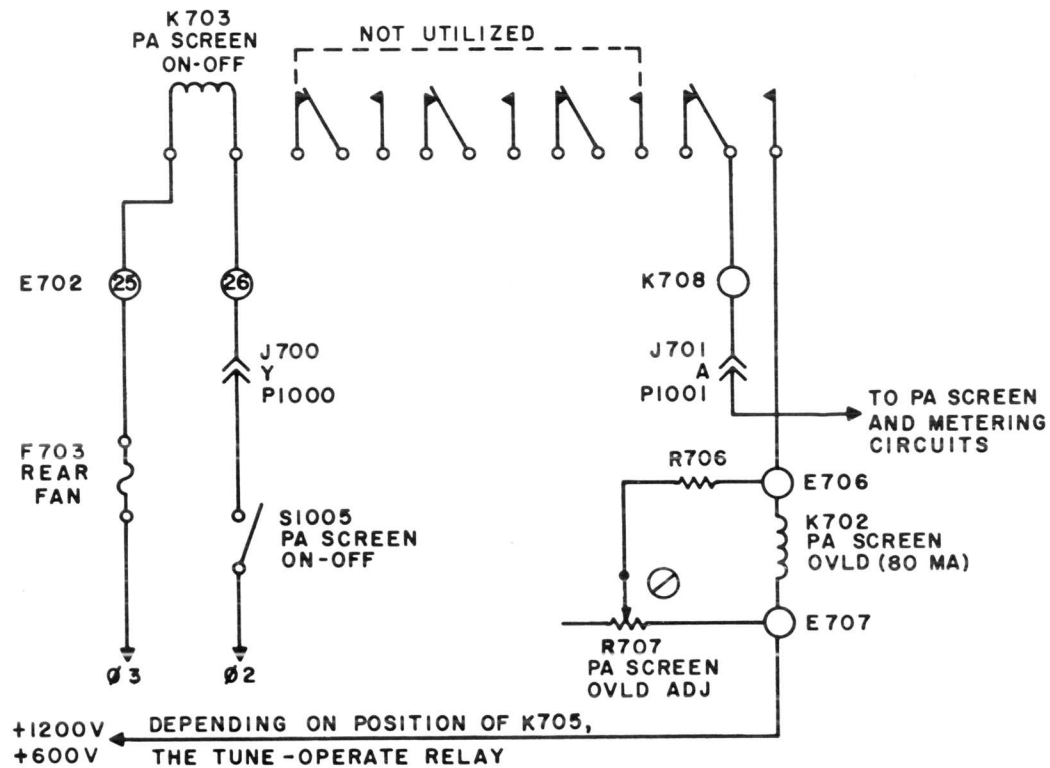 K703
PA SCREEN
ON-OFF
NOT UTILIZED
E702
25
26
K708
J700
Y
P1000
J701
A
P1001
TO PA SCREEN
AND METERING
CIRCUITS
F703
REAR
FAN
R706
E706
S1005
PA SCREEN
ON-OFF
K702
PA SCREEN
OVLD (80 MA)
E707
R707
PA SCREEN
OVLD ADJ
Ø3
Ø2
+1200V
+600V
DEPENDING ON POSITION OF K705,
THE TUNE-OPERATE RELAY